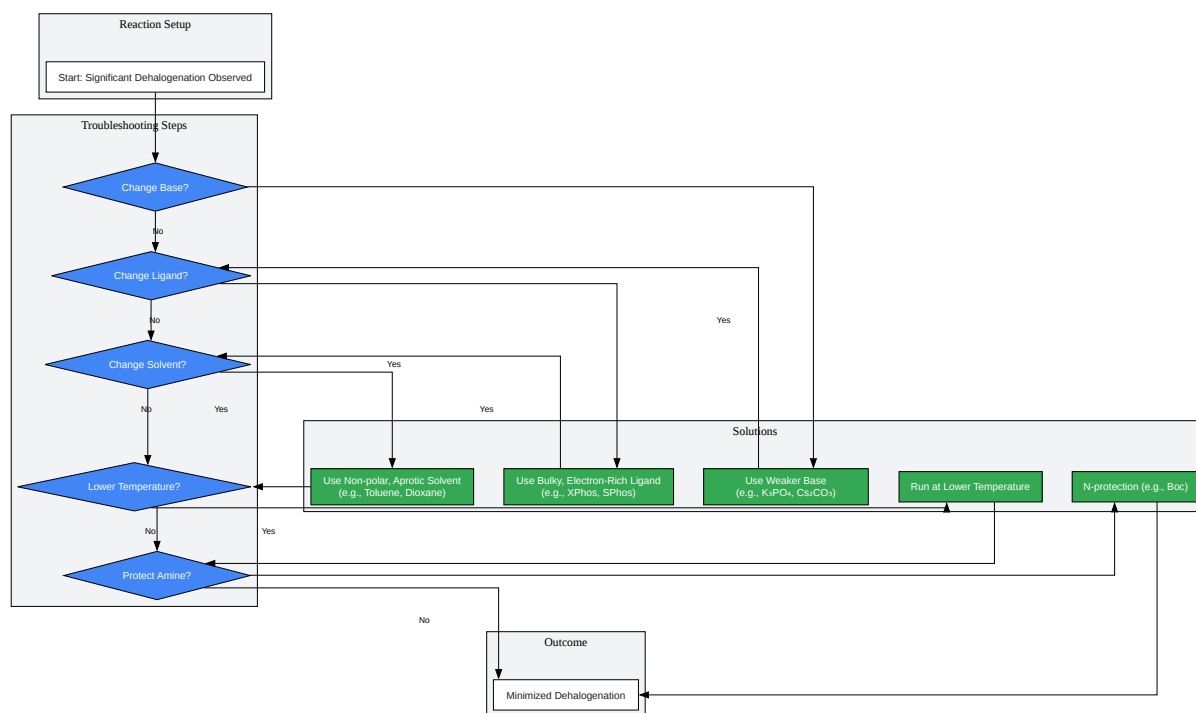 Reaction Setup
Start: Significant Dehalogenation Observed
Troubleshooting Steps
Change Base?
No
Change Ligand?
No
Yes
Change Solvent?
Yes
No
Yes
Yes
Solutions
Lower Temperature?
Use Non-polar, Aprotic Solvent
(e.g., Toluene, Dioxane)
Use Bulky, Electron-Rich Ligand
(e.g., XPhos, SPhos)
Use Weaker Base
(e.g., K₃PO₄, Cs₂CO₃)
Run at Lower Temperature
N-protection (e.g., Boc)
No
Yes
Protect Amine?
No
Outcome
Minimized Dehalogenation